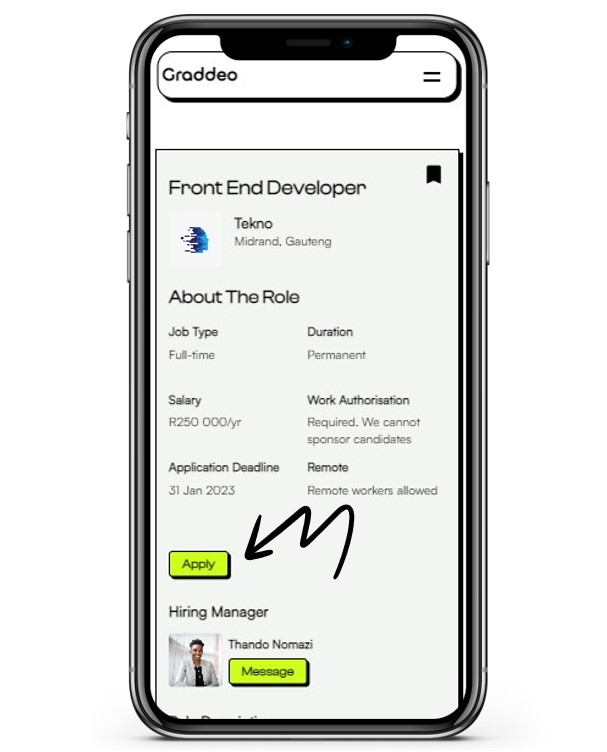 Graddeo
Front End Developer
Tekno
Midrand, Gauteng
About The Role
Job Type
Duration
Full-time
Permanent
Salary
Work Authorisation
R250 000/yr
Required. We cannot
sponsor candidates
Application Deadline
Remote
31 Jan 2023
Remote workers allowed
Apply
Hiring Manager
Thando Nomazi
Message